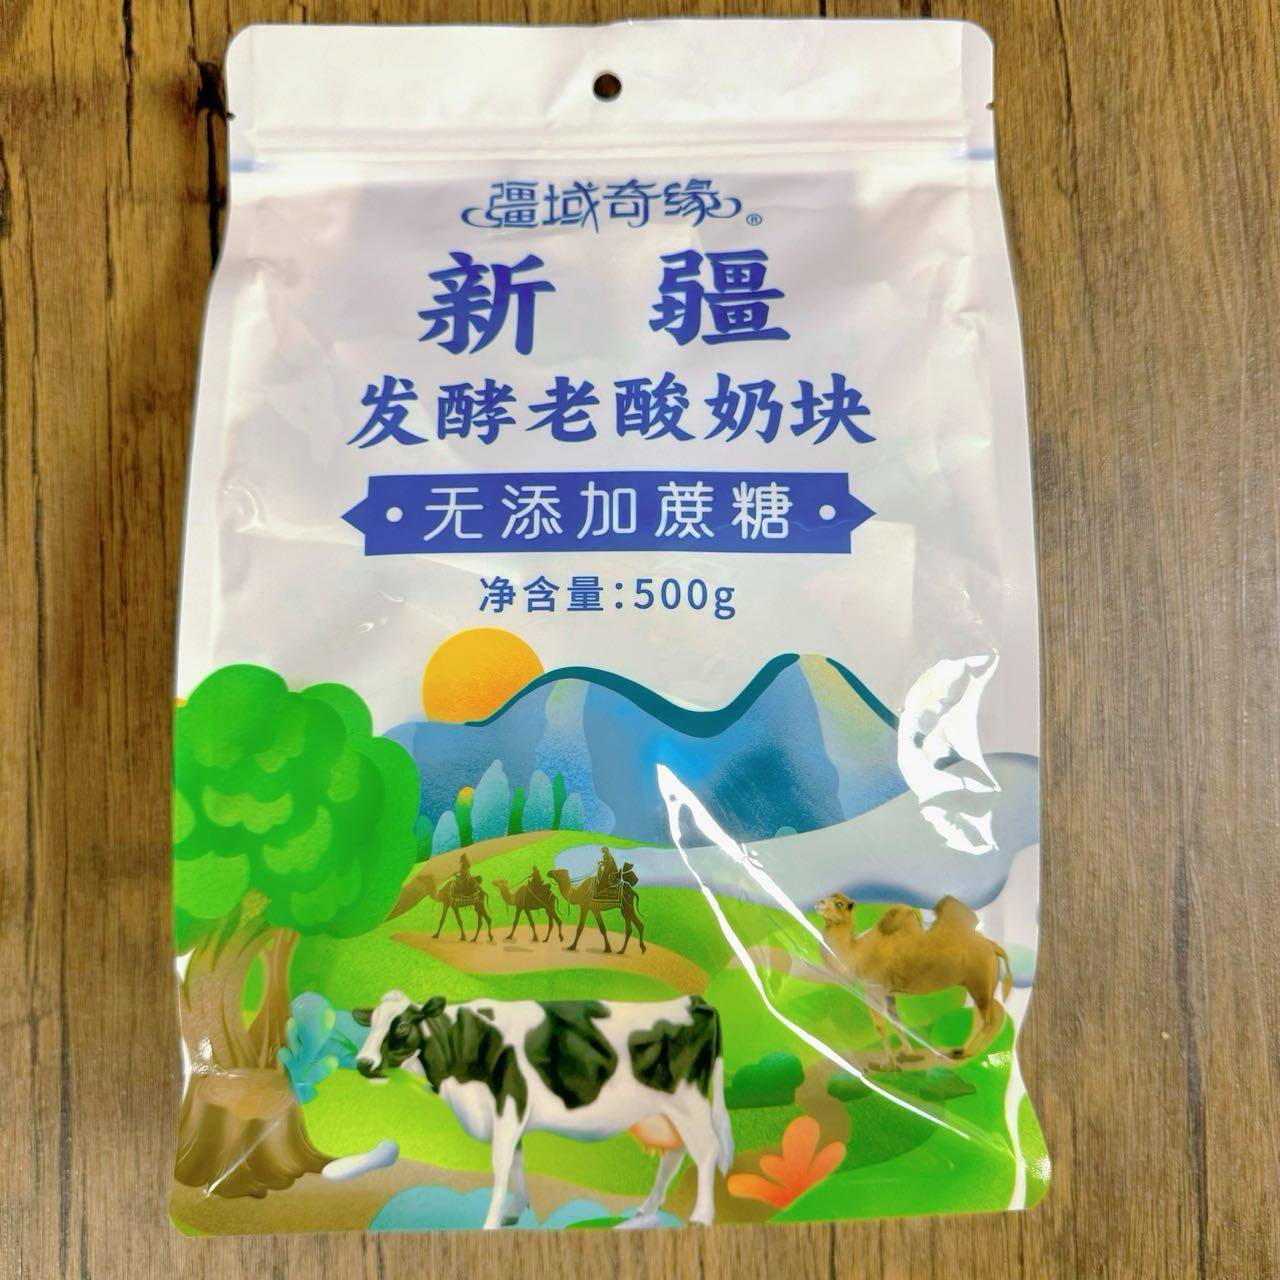 疆域奇缘®
新疆
发酵老酸奶块
·无添加蔗糖·
净含量:500g